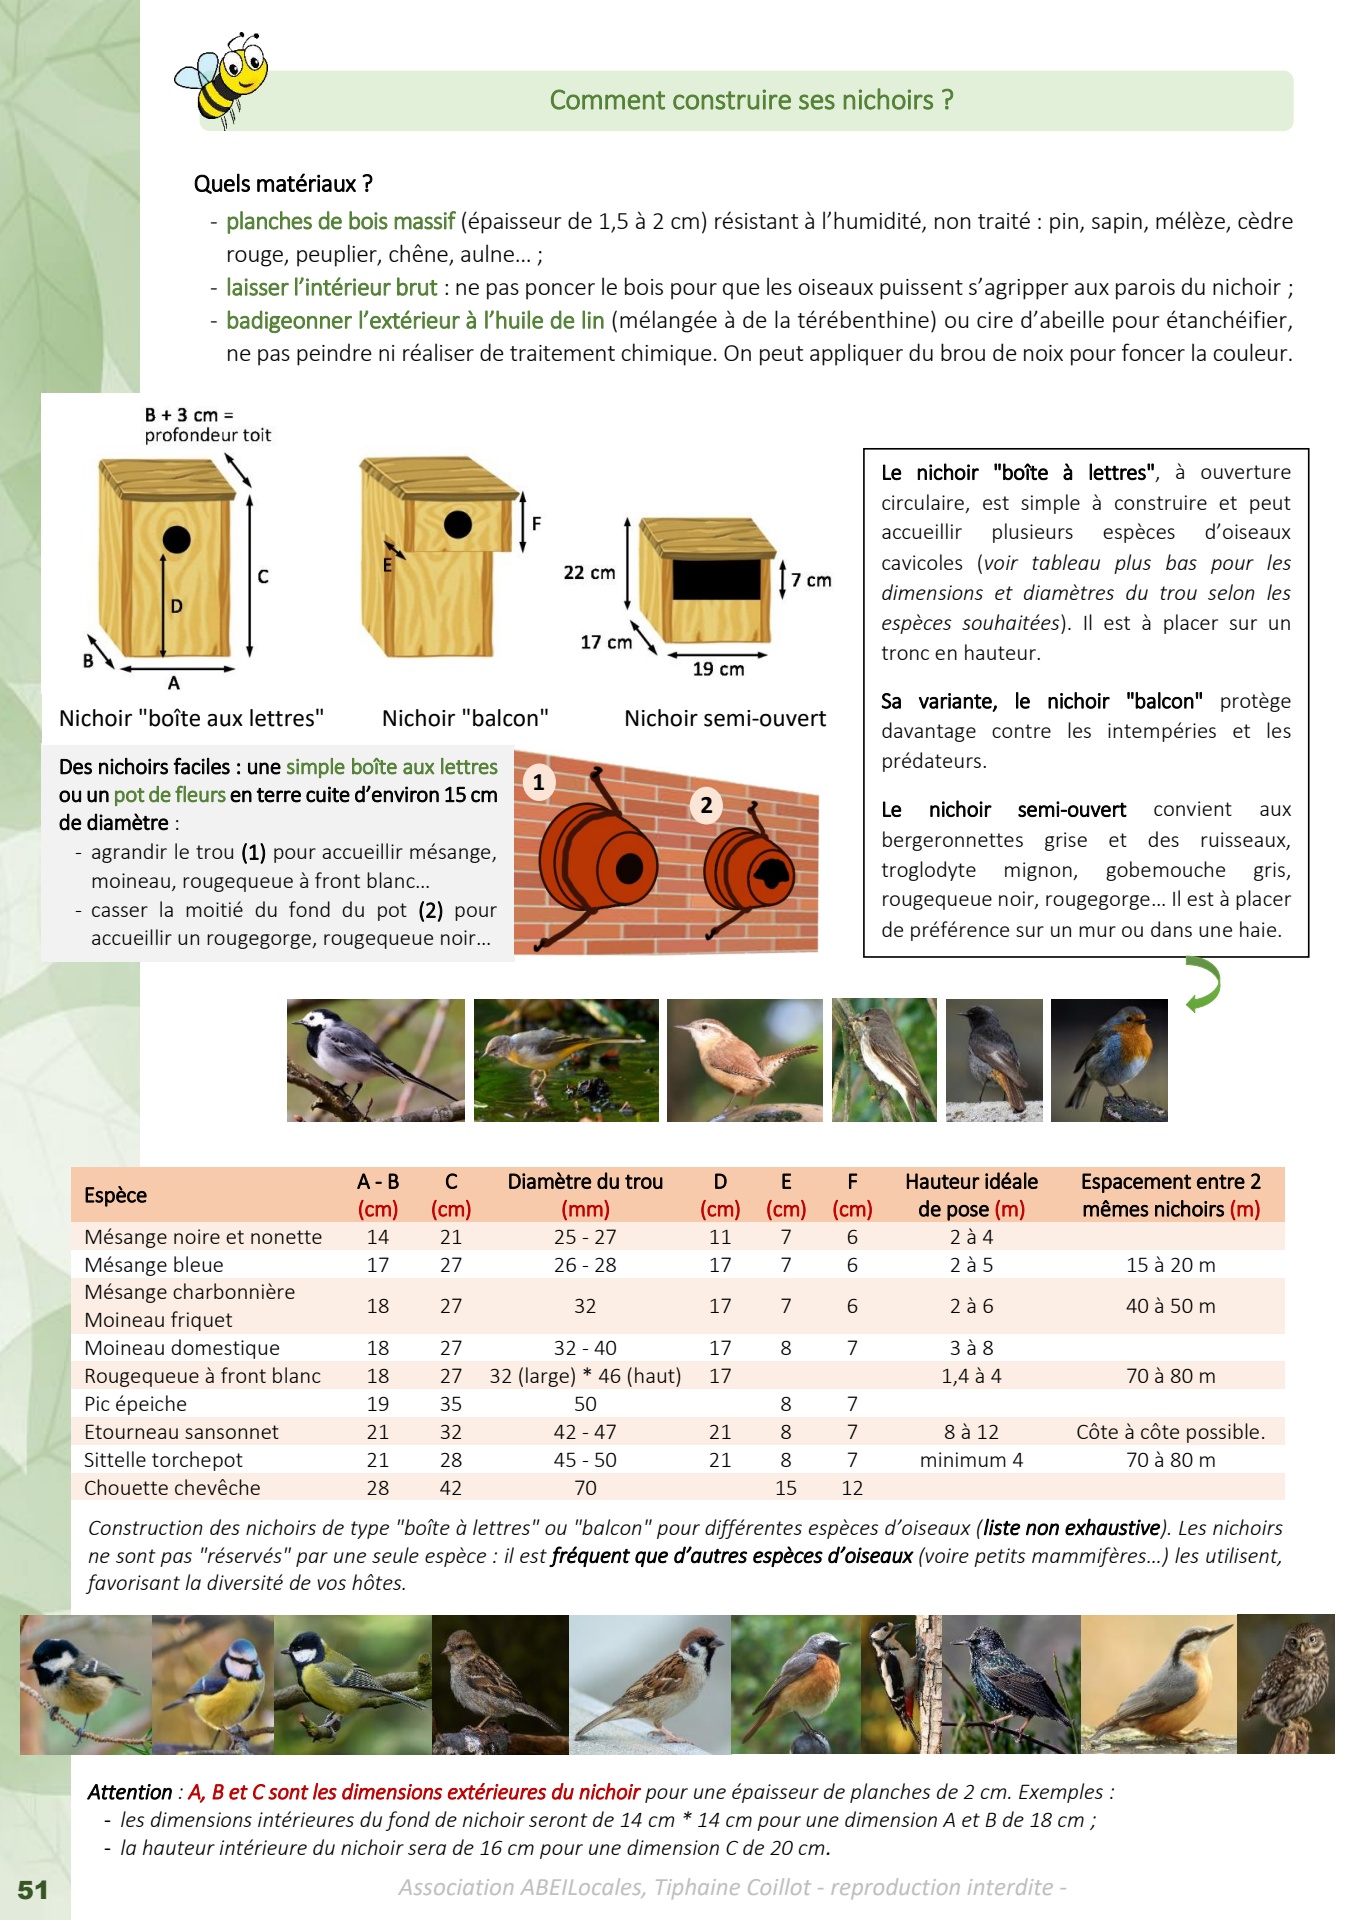 Comment construire ses nichoirs ?
Quels matériaux ?
- planches de bois massif (épaisseur de 1,5 à 2 cm) résistant à l’humidité, non traité : pin, sapin, mélèze, cèdre
rouge, peuplier, chêne, aulne... ;
- laisser l’intérieur brut : ne pas poncer le bois pour que les oiseaux puissent s’agripper aux parois du nichoir ;
- badigeonner l’extérieur à l’huile de lin (mélangée à de la térébenthine) ou cire d’abeille pour étanchéifier,
ne pas peindre ni réaliser de traitement chimique. On peut appliquer du brou de noix pour foncer la couleur.
B + 3 cm =
profondeur toit
C
D
B
A
F
E
22 cm
7 cm
17 cm
19 cm
Nichoir "boîte aux lettres"
Nichoir "balcon"
Nichoir semi-ouvert
Le nichoir "boîte à lettres", à ouverture
circulaire, est simple à construire et peut
accueillir plusieurs espèces d’oiseaux
cavicoles (voir tableau plus bas pour les
dimensions et diamètres du trou selon les
espèces souhaitées). Il est à placer sur un
tronc en hauteur.
Sa variante, le nichoir "balcon" protège
davantage contre les intempéries et les
prédateurs.
Le nichoir semi-ouvert convient aux
bergeronnettes grise et des ruisseaux,
troglodyte mignon, gobemouche gris,
rougequeue noir, rougegorge... Il est à placer
de préférence sur un mur ou dans une haie.
Des nichoirs faciles : une simple boîte aux lettres
ou un pot de fleurs en terre cuite d’environ 15 cm
de diamètre :
- agrandir le trou (1) pour accueillir mésange,
moineau, rougequeue à front blanc...
- casser la moitié du fond du pot (2) pour
accueillir un rougegorge, rougequeue noir...
1
2
Espèce A - B (cm) C (cm) Diamètre du trou (mm) D (cm) E (cm) F (cm) Hauteur idéale de pose (m) Espacement entre 2 mêmes nichoirs (m)
Mésange noire et nonette 14 21 25 - 27 11 7 6 2 à 4
Mésange bleue 17 27 26 - 28 17 7 6 2 à 5 15 à 20 m
Mésange charbonnière
Moineau friquet 18 27 32 17 7 6 2 à 6 40 à 50 m
Moineau domestique 18 27 32 - 40 17 8 7 3 à 8
Rougequeue à front blanc 18 27 32 (large) * 46 (haut) 17 1,4 à 4 70 à 80 m
Pic épeiche 19 35 50 8 7
Etourneau sansonnet 21 32 42 - 47 21 8 7 8 à 12 Côte à côte possible.
Sittelle torchepot 21 28 45 - 50 21 8 7 minimum 4 70 à 80 m
Chouette chevêche 28 42 70 15 12
Construction des nichoirs de type "boîte à lettres" ou "balcon" pour différentes espèces d’oiseaux (liste non exhaustive). Les nichoirs
ne sont pas "réservés" par une seule espèce : il est fréquent que d’autres espèces d’oiseaux (voire petits mammifères...) les utilisent,
favorisant la diversité de vos hôtes.
Attention : A, B et C sont les dimensions extérieures du nichoir pour une épaisseur de planches de 2 cm. Exemples :
- les dimensions intérieures du fond de nichoir seront de 14 cm * 14 cm pour une dimension A et B de 18 cm ;
- la hauteur intérieure du nichoir sera de 16 cm pour une dimension C de 20 cm.
51
Association ABEILocales, Tiphaine Coillot - reproduction interdite -